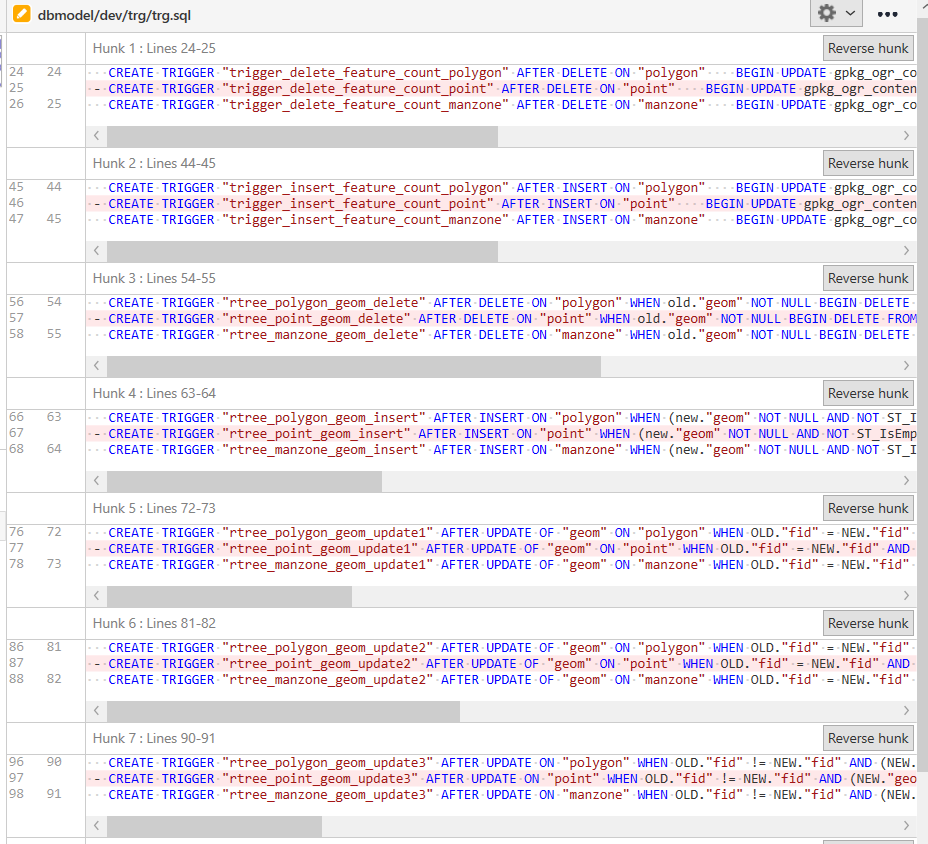 dbmodel/dev/trg/trg.sql
Hunk 1 : Lines 24-25 Reverse hunk
24 24 CREATE TRIGGER "trigger_delete_feature_count_polygon" AFTER DELETE ON "polygon" BEGIN UPDATE gpkg_ogr_co
25 - CREATE TRIGGER "trigger_delete_feature_count_point" AFTER DELETE ON "point" BEGIN UPDATE gpkg_ogr_conten
26 25 CREATE TRIGGER "trigger_delete_feature_count_manzone" AFTER DELETE ON "manzone" BEGIN UPDATE gpkg_ogr_co
Hunk 2 : Lines 44-45 Reverse hunk
45 44 CREATE TRIGGER "trigger_insert_feature_count_polygon" AFTER INSERT ON "polygon" BEGIN UPDATE gpkg_ogr_co
46 - CREATE TRIGGER "trigger_insert_feature_count_point" AFTER INSERT ON "point" BEGIN UPDATE gpkg_ogr_conten
47 45 CREATE TRIGGER "trigger_insert_feature_count_manzone" AFTER INSERT ON "manzone" BEGIN UPDATE gpkg_ogr_co
Hunk 3 : Lines 54-55 Reverse hunk
56 54 CREATE TRIGGER "rtree_polygon_geom_delete" AFTER DELETE ON "polygon" WHEN old."geom" NOT NULL BEGIN DELETE
57 - CREATE TRIGGER "rtree_point_geom_delete" AFTER DELETE ON "point" WHEN old."geom" NOT NULL BEGIN DELETE FROM
58 55 CREATE TRIGGER "rtree_manzone_geom_delete" AFTER DELETE ON "manzone" WHEN old."geom" NOT NULL BEGIN DELETE
Hunk 4 : Lines 63-64 Reverse hunk
66 63 CREATE TRIGGER "rtree_polygon_geom_insert" AFTER INSERT ON "polygon" WHEN (new."geom" NOT NULL AND NOT ST_I
67 - CREATE TRIGGER "rtree_point_geom_insert" AFTER INSERT ON "point" WHEN (new."geom" NOT NULL AND NOT ST_IsEmp
68 64 CREATE TRIGGER "rtree_manzone_geom_insert" AFTER INSERT ON "manzone" WHEN (new."geom" NOT NULL AND NOT ST_I
Hunk 5 : Lines 72-73 Reverse hunk
76 72 CREATE TRIGGER "rtree_polygon_geom_update1" AFTER UPDATE OF "geom" ON "polygon" WHEN OLD."fid" = NEW."fid"
77 - CREATE TRIGGER "rtree_point_geom_update1" AFTER UPDATE OF "geom" ON "point" WHEN OLD."fid" = NEW."fid" AND
78 73 CREATE TRIGGER "rtree_manzone_geom_update1" AFTER UPDATE OF "geom" ON "manzone" WHEN OLD."fid" = NEW."fid"
Hunk 6 : Lines 81-82 Reverse hunk
86 81 CREATE TRIGGER "rtree_polygon_geom_update2" AFTER UPDATE OF "geom" ON "polygon" WHEN OLD."fid" = NEW."fid"
87 - CREATE TRIGGER "rtree_point_geom_update2" AFTER UPDATE OF "geom" ON "point" WHEN OLD."fid" = NEW."fid" AND
88 82 CREATE TRIGGER "rtree_manzone_geom_update2" AFTER UPDATE OF "geom" ON "manzone" WHEN OLD."fid" = NEW."fid"
Hunk 7 : Lines 90-91 Reverse hunk
96 90 CREATE TRIGGER "rtree_polygon_geom_update3" AFTER UPDATE ON "polygon" WHEN OLD."fid" != NEW."fid" AND (NEW.
97 - CREATE TRIGGER "rtree_point_geom_update3" AFTER UPDATE ON "point" WHEN OLD."fid" != NEW."fid" AND (NEW."geo
98 91 CREATE TRIGGER "rtree_manzone_geom_update3" AFTER UPDATE ON "manzone" WHEN OLD."fid" != NEW."fid" AND (NEW.